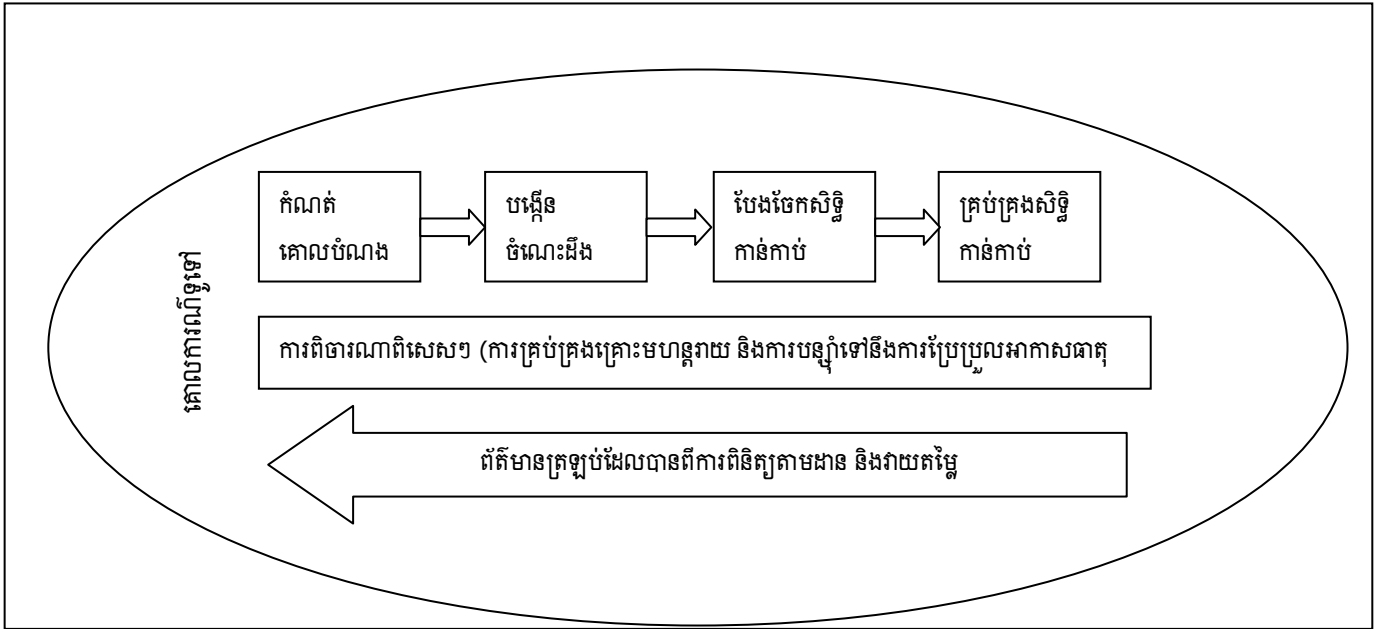 កំណត់
គោលបំណង
បង្កើន
ចំណេះដឹង
បែងចែកសិទ្ធិ
កាន់កាប់
គ្រប់គ្រងសិទ្ធិ
កាន់កាប់
គោលការណ៍ទូទៅ
ការពិចារណាពិសេសៗ (ការគ្រប់គ្រងគ្រោះមហន្តរាយ និងការបន្ស៊ាំទៅនឹងការប្រែប្រួលអាកាសធាតុ
ព័ត៌មានត្រឡប់ដែលបានពីការពិនិត្យតាមដាន និងវាយតម្លៃ